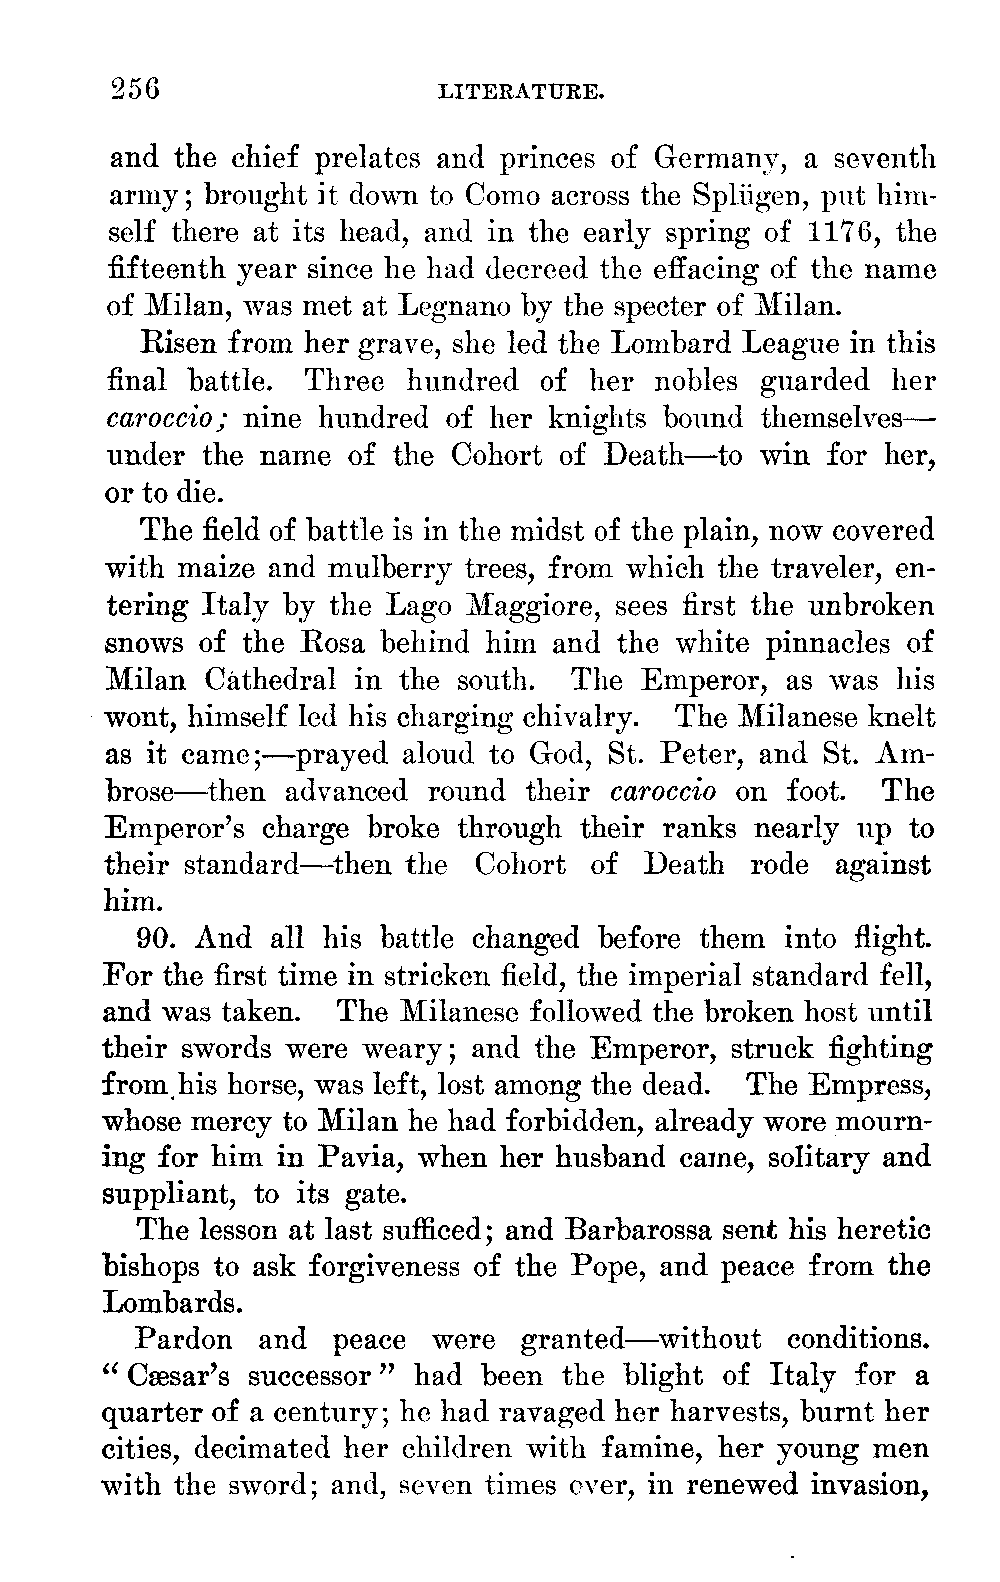 256 LITERATURE.
and the chief prelates and princes of Germany, a seventh
army; brought it down to Como across the Splügen, put him-
self there at its head, and in the early spring of 1176, the
fifteenth year since he had decreed the effacing of the name
of Milan, was met at Legnano by the specter of Milan.
Risen from her grave, she led the Lombard League in this
final battle. Three hundred of her nobles guarded her
caroccio; nine hundred of her knights bound themselves—
under the name of the Cohort of Death—to win for her,
or to die.
The field of battle is in the midst of the plain, now covered
with maize and mulberry trees, from which the traveler, en-
tering Italy by the Lago Maggiore, sees first the unbroken
snows of the Rosa behind him and the white pinnacles of
Milan Cathedral in the south. The Emperor, as was his
wont, himself led his charging chivalry. The Milanese knelt
as it came;—prayed aloud to God, St. Peter, and St. Am-
brose—then advanced round their caroccio on foot. The
Emperor's charge broke through their ranks nearly up to
their standard—then the Cohort of Death rode against
him.
90. And all his battle changed before them into flight.
For the first time in stricken field, the imperial standard fell,
and was taken. The Milanese followed the broken host until
their swords were weary; and the Emperor, struck fighting
from his horse, was left, lost among the dead. The Empress,
whose mercy to Milan he had forbidden, already wore mourn-
ing for him in Pavia, when her husband came, solitary and
suppliant, to its gate.
The lesson at last sufficed; and Barbarossa sent his heretic
bishops to ask forgiveness of the Pope, and peace from the
Lombards.
Pardon and peace were granted—without conditions.
“Cæsar's successor” had been the blight of Italy for a
quarter of a century; he had ravaged her harvests, burnt her
cities, decimated her children with famine, her young men
with the sword; and, seven times over, in renewed invasion,